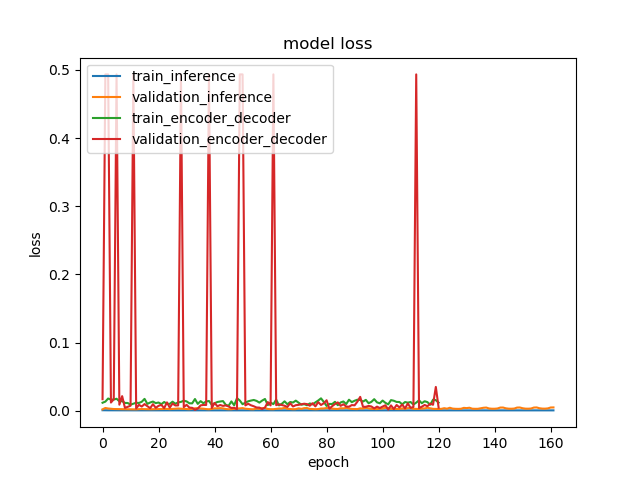 model loss
train_inference
validation_inference
train_encoder_decoder
validation_encoder_decoder
loss
0.5
0.4
0.3
0.2
0.1
0.0
0 20 40 60 80 100 120 140 160
epoch